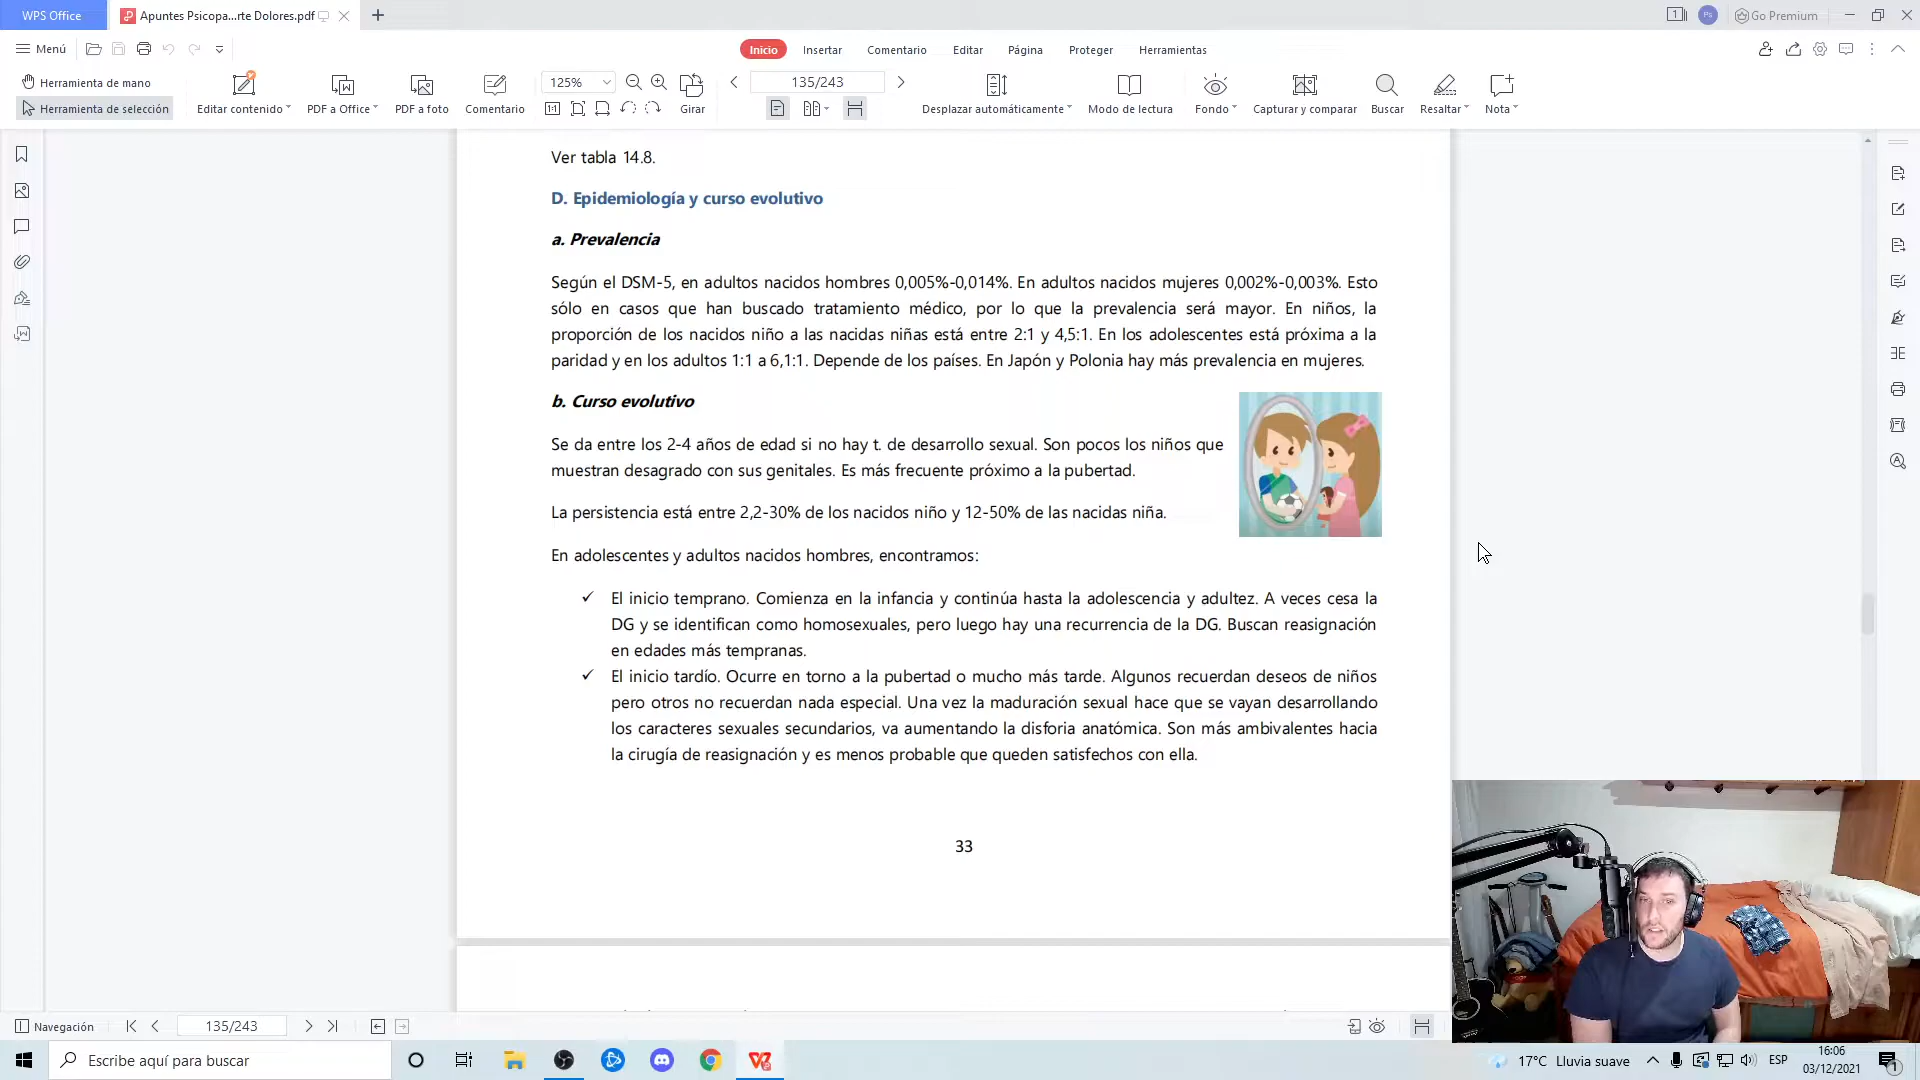 WPS Office
Apuntes Psicopa...rte Dolores.pdf
1
Ps
Go Premium
Menú
Inicio
Insertar
Comentario
Editar
Página
Proteger
Herramientas
Herramienta de mano
Herramienta de selección
Editar contenido
PDF a Office
PDF a foto
Comentario
125%
Girar
135/243
Desplazar automáticamente
Modo de lectura
Fondo
Capturar y comparar
Buscar
Resaltar
Nota
Ver tabla 14.8.
D. Epidemiología y curso evolutivo
a. Prevalencia
Según el DSM-5, en adultos nacidos hombres 0,005%-0,014%. En adultos nacidos mujeres 0,002%-0,003%. Esto
sólo en casos que han buscado tratamiento médico, por lo que la prevalencia será mayor. En niños, la
proporción de los nacidos niño a las nacidas niñas está entre 2:1 y 4,5:1. En los adolescentes está próxima a la
paridad y en los adultos 1:1 a 6,1:1. Depende de los países. En Japón y Polonia hay más prevalencia en mujeres.
b. Curso evolutivo
Se da entre los 2-4 años de edad si no hay t. de desarrollo sexual. Son pocos los niños que
muestran desagrado con sus genitales. Es más frecuente próximo a la pubertad.
La persistencia está entre 2,2-30% de los nacidos niño y 12-50% de las nacidas niña.
En adolescentes y adultos nacidos hombres, encontramos:
El inicio temprano. Comienza en la infancia y continúa hasta la adolescencia y adultez. A veces cesa la
DG y se identifican como homosexuales, pero luego hay una recurrencia de la DG. Buscan reasignación
en edades más tempranas.
El inicio tardío. Ocurre en torno a la pubertad o mucho más tarde. Algunos recuerdan deseos de niños
pero otros no recuerdan nada especial. Una vez la maduración sexual hace que se vayan desarrollando
los caracteres sexuales secundarios, va aumentando la disforia anatómica. Son más ambivalentes hacia
la cirugía de reasignación y es menos probable que queden satisfechos con ella.
33
Navegación
135/243
Escribe aquí para buscar
17°C Lluvia suave
ESP
16:06
03/12/2021
1